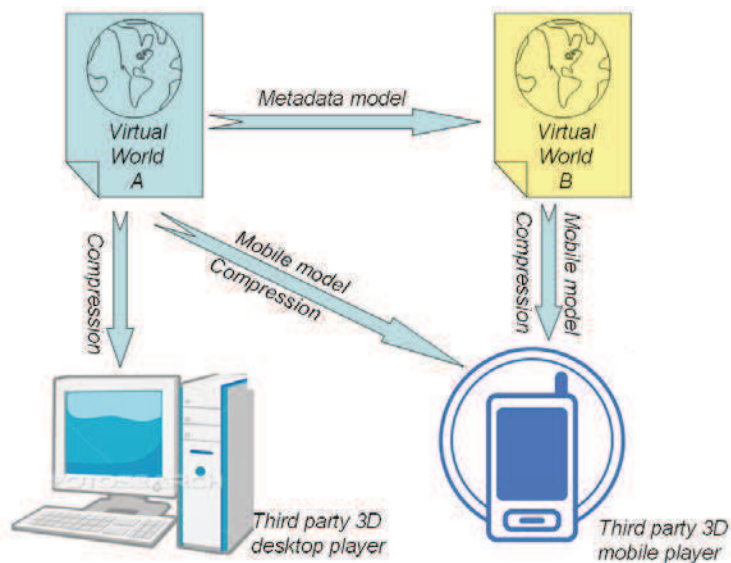 Metadata model
Virtual
World
A
Virtual
World
B
Compression
Mobile model
Compression
Compression
Mobile model
Third party 3D
desktop player
Third party 3D
mobile player